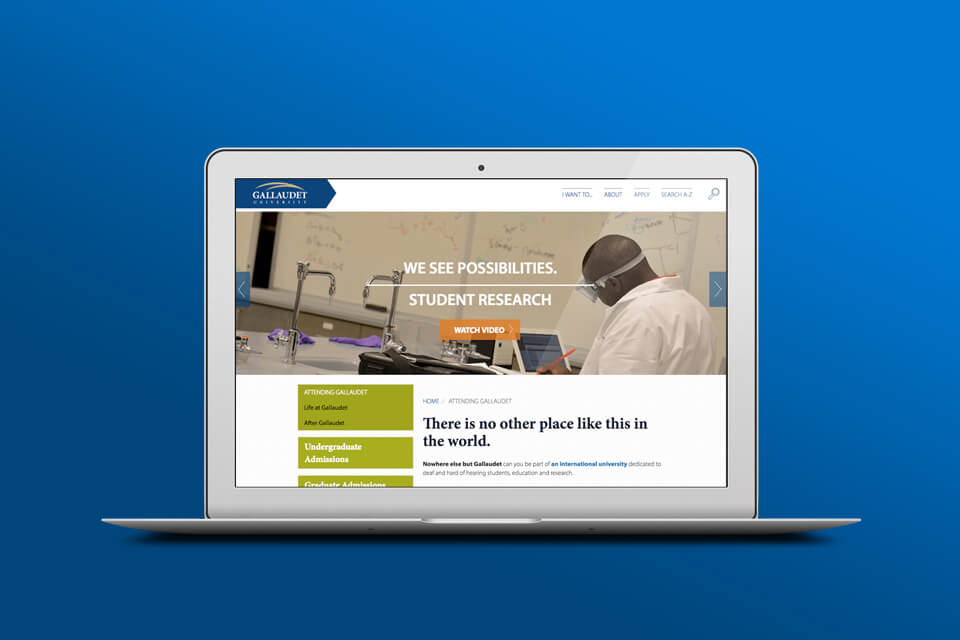 GALLAUDET
UNIVERSITY
I WANT TO...
ABOUT
APPLY
SEARCH A-Z
WE SEE POSSIBILITIES.
STUDENT RESEARCH
WATCH VIDEO
ATTENDING GALLAUDET
Life at Gallaudet
After Gallaudet
Undergraduate
Admissions
Graduate Admissions
HOME / ATTENDING GALLAUDET
There is no other place like this in
the world.
Nowhere else but Gallaudet can you be part of an international university dedicated to
deaf and hard of hearing students, education and research.